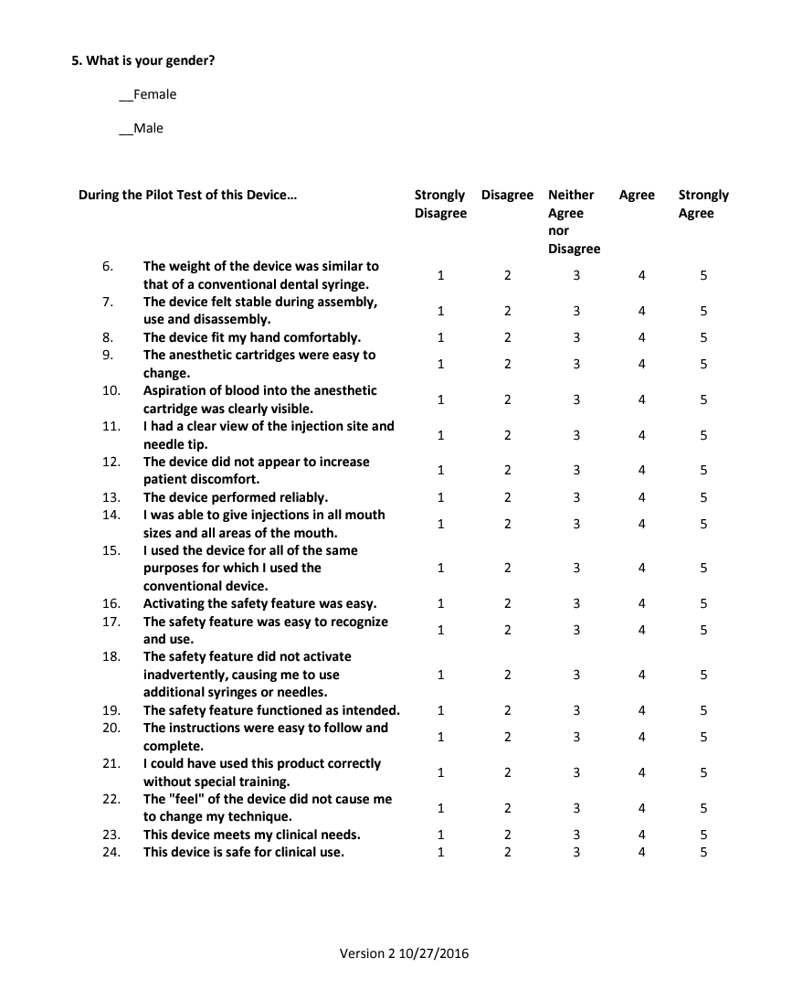 5. What is your gender?
__Female
__Male
During the Pilot Test of this Device… Strongly Disagree Neither Agree Strongly
Disagree Agree Agree
nor
Disagree
6. The weight of the device was similar to
that of a conventional dental syringe. 1 2 3 4 5
7. The device felt stable during assembly,
use and disassembly. 1 2 3 4 5
8. The device fit my hand comfortably. 1 2 3 4 5
9. The anesthetic cartridges were easy to
change. 1 2 3 4 5
10. Aspiration of blood into the anesthetic
cartridge was clearly visible. 1 2 3 4 5
11. I had a clear view of the injection site and
needle tip. 1 2 3 4 5
12. The device did not appear to increase
patient discomfort. 1 2 3 4 5
13. The device performed reliably. 1 2 3 4 5
14. I was able to give injections in all mouth
sizes and all areas of the mouth. 1 2 3 4 5
15. I used the device for all of the same
purposes for which I used the 1 2 3 4 5
conventional device.
16. Activating the safety feature was easy. 1 2 3 4 5
17. The safety feature was easy to recognize
and use. 1 2 3 4 5
18. The safety feature did not activate
inadvertently, causing me to use 1 2 3 4 5
additional syringes or needles.
19. The safety feature functioned as intended. 1 2 3 4 5
20. The instructions were easy to follow and
complete. 1 2 3 4 5
21. I could have used this product correctly
without special training. 1 2 3 4 5
22. The "feel" of the device did not cause me
to change my technique. 1 2 3 4 5
23. This device meets my clinical needs. 1 2 3 4 5
24. This device is safe for clinical use. 1 2 3 4 5
Version 2 10/27/2016